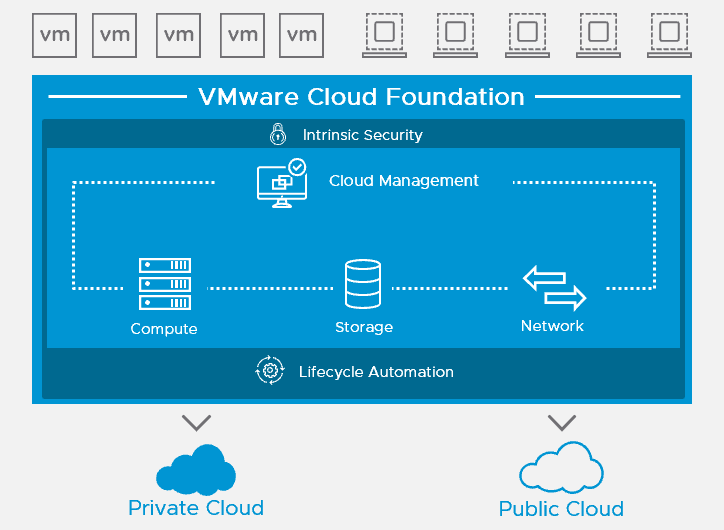 vm vm vm vm vm
VMware Cloud Foundation
Intrinsic Security
Cloud Management
Compute
Storage
Network
Lifecycle Automation
Private Cloud
Public Cloud